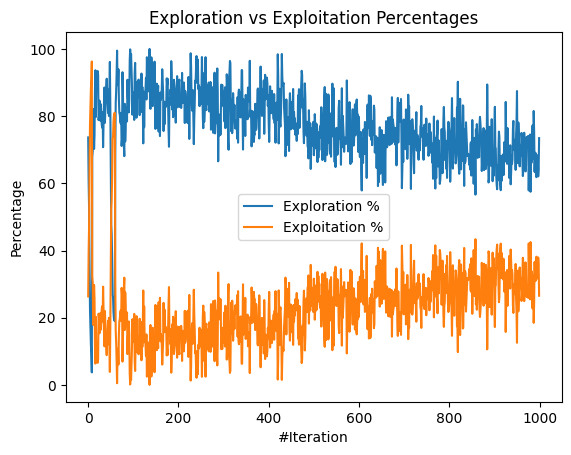 Exploration vs Exploitation Percentages
100
80
60
40
20
0
Percentage
Exploration %
Exploitation %
0
200
400
600
800
1000
#Iteration